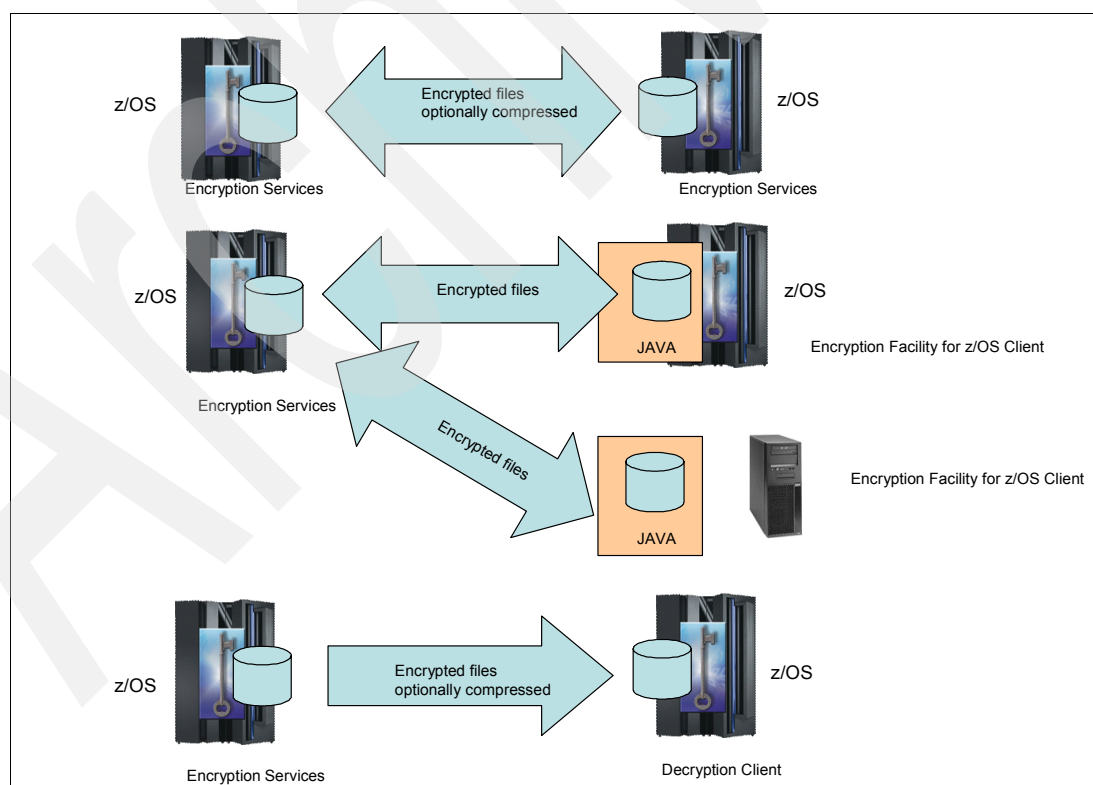 Encrypted files
optionally compressed
z/OS
z/OS
Encryption Services
Encryption Services
Encrypted files
z/OS
z/OS
JAVA
Encryption Facility for z/OS Client
Encryption Services
Encrypted files
Encryption Facility for z/OS Client
JAVA
Encrypted files
optionally compressed
z/OS
z/OS
Encryption Services
Decryption Client